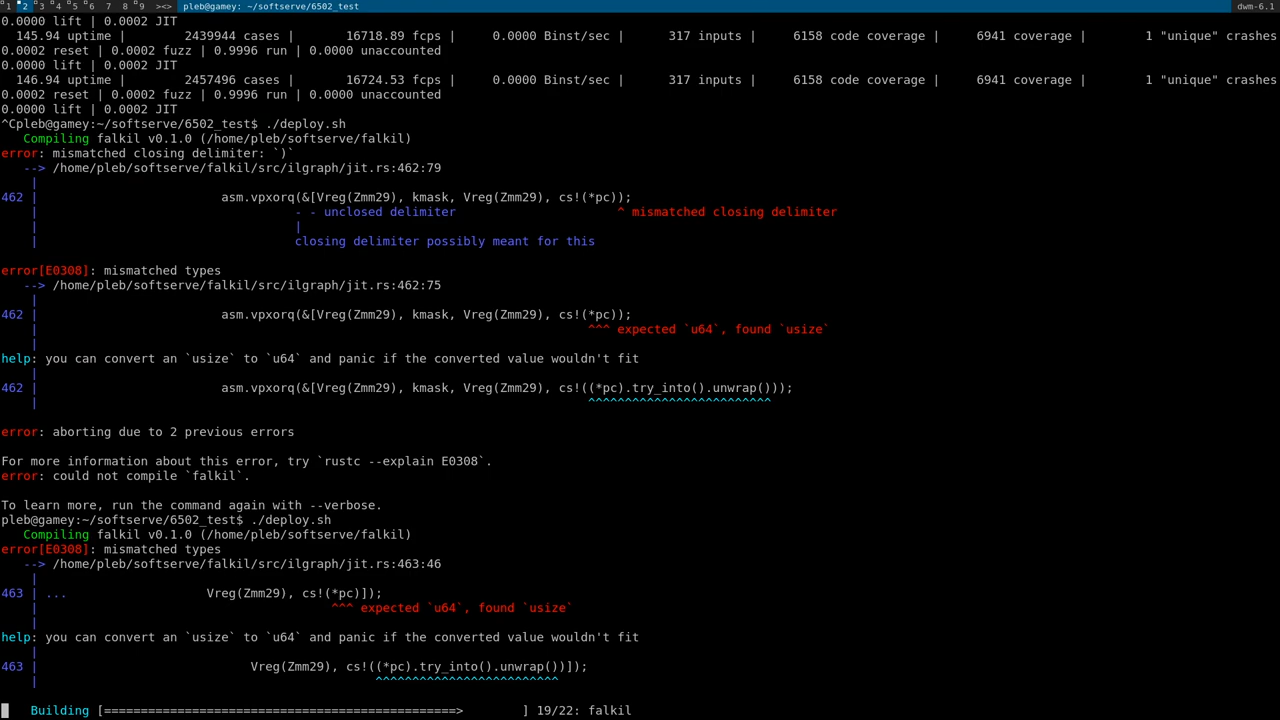 1 2 3 4 5 6 7 8 9 ><> pleb@gamey: ~/softserve/6502_test dwm-6.1
0.0000 lift | 0.0002 JIT
145.94 uptime | 2439944 cases | 16718.89 fcps | 0.0000 Binst/sec | 317 inputs | 6158 code coverage | 6941 coverage | 1 "unique" crashes
0.0002 reset | 0.0002 fuzz | 0.9996 run | 0.0000 unaccounted
0.0000 lift | 0.0002 JIT
146.94 uptime | 2457496 cases | 16724.53 fcps | 0.0000 Binst/sec | 317 inputs | 6158 code coverage | 6941 coverage | 1 "unique" crashes
0.0002 reset | 0.0002 fuzz | 0.9996 run | 0.0000 unaccounted
0.0000 lift | 0.0002 JIT
^Cpleb@gamey:~/softserve/6502_test$ ./deploy.sh
Compiling falkil v0.1.0 (/home/pleb/softserve/falkil)
error: mismatched closing delimiter: `)`
--> /home/pleb/softserve/falkil/src/ilgraph/jit.rs:462:79
|
462 | asm.vpxorq(&[Vreg(Zmm29), kmask, Vreg(Zmm29), cs!(*pc));
| - - unclosed delimiter ^ mismatched closing delimiter
| |
| closing delimiter possibly meant for this
error[E0308]: mismatched types
--> /home/pleb/softserve/falkil/src/ilgraph/jit.rs:462:75
|
462 | asm.vpxorq(&[Vreg(Zmm29), kmask, Vreg(Zmm29), cs!(*pc));
| ^^^ expected `u64`, found `usize`
|
help: you can convert an `usize` to `u64` and panic if the converted value wouldn't fit
|
462 | asm.vpxorq(&[Vreg(Zmm29), kmask, Vreg(Zmm29), cs!((*pc).try_into().unwrap()));
| ^^^^^^^^^^^^^^^^^^^^^^^^^
error: aborting due to 2 previous errors
For more information about this error, try `rustc --explain E0308`.
error: could not compile `falkil`.
To learn more, run the command again with --verbose.
pleb@gamey:~/softserve/6502_test$ ./deploy.sh
Compiling falkil v0.1.0 (/home/pleb/softserve/falkil)
error[E0308]: mismatched types
--> /home/pleb/softserve/falkil/src/ilgraph/jit.rs:463:46
|
463 | ... Vreg(Zmm29), cs!(*pc)]);
| ^^^ expected `u64`, found `usize`
|
help: you can convert an `usize` to `u64` and panic if the converted value wouldn't fit
|
463 | Vreg(Zmm29), cs!((*pc).try_into().unwrap())]);
| ^^^^^^^^^^^^^^^^^^^^^^^^^
Building [================================================> ] 19/22: falkil